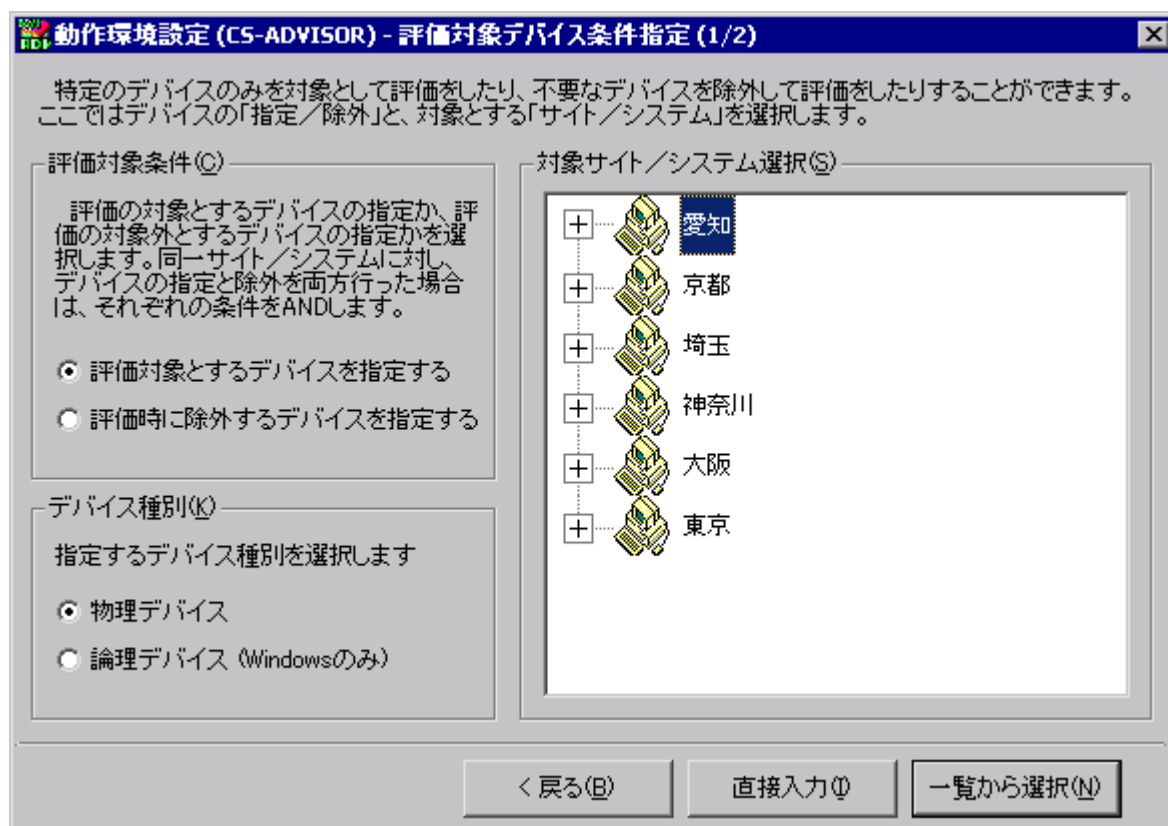 動作環境設定 (CS-ADVISOR) - 評価対象デバイス条件指定 (1/2)
特定のデバイスのみを対象として評価をしたり、不要なデバイスを除外して評価をしたりすることができます。
ここではデバイスの「指定／除外」と、対象とする「サイト／システム」を選択します。
評価対象条件(C)
評価の対象とするデバイスの指定か、評
価の対象外とするデバイスの指定かを選
択します。同一サイト／システムに対し、
デバイスの指定と除外を両方行った場合
は、それぞれの条件をANDします。
評価対象とするデバイスを指定する
評価時に除外するデバイスを指定する
デバイス種別(K)
指定するデバイス種別を選択します
物理デバイス
論理デバイス (Windowsのみ)
対象サイト／システム選択(S)
愛知
京都
埼玉
神奈川
大阪
東京
< 戻る(B)
直接入力(I)
一覧から選択(N)